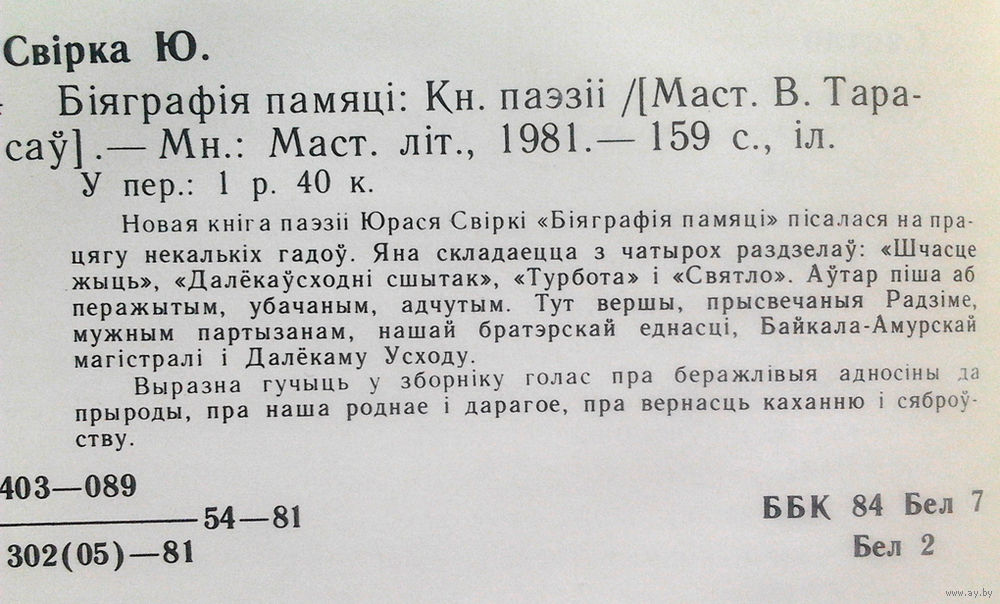 Свірка Ю.
Біяграфія памяці: Кн. паэзіі /[Маст. В. Тара-
саў].— Мн.: Маст. літ., 1981.— 159 с., іл.
У пер.: 1 р. 40 к.
Новая кніга паэзіі Юрася Свіркі «Біяграфія памяці» пісалася на пра-
цягу некалькіх гадоў. Яна складаецца з чатырох раздзелаў: «Шчасце
жыць», «Далёкаўсходні сшытак», «Турбота» і «Святло». Аўтар піша аб
перажытым, убачаным, адчутым. Тут вершы, прысвечаныя Радзіме,
мужным партызанам, нашай братэрскай еднасці, Байкала-Амурскай
магістралі і Далёкаму Усходу.
Выразна гучыць у зборніку голас пра беражлівыя адносіны да
прыроды, пра наша роднае і дарагое, пра вернасць каханню і сяброў-
ству.
403—089
54—81
302(05)—81
ББК 84 Бел 7
Бел 2
www.ay.by